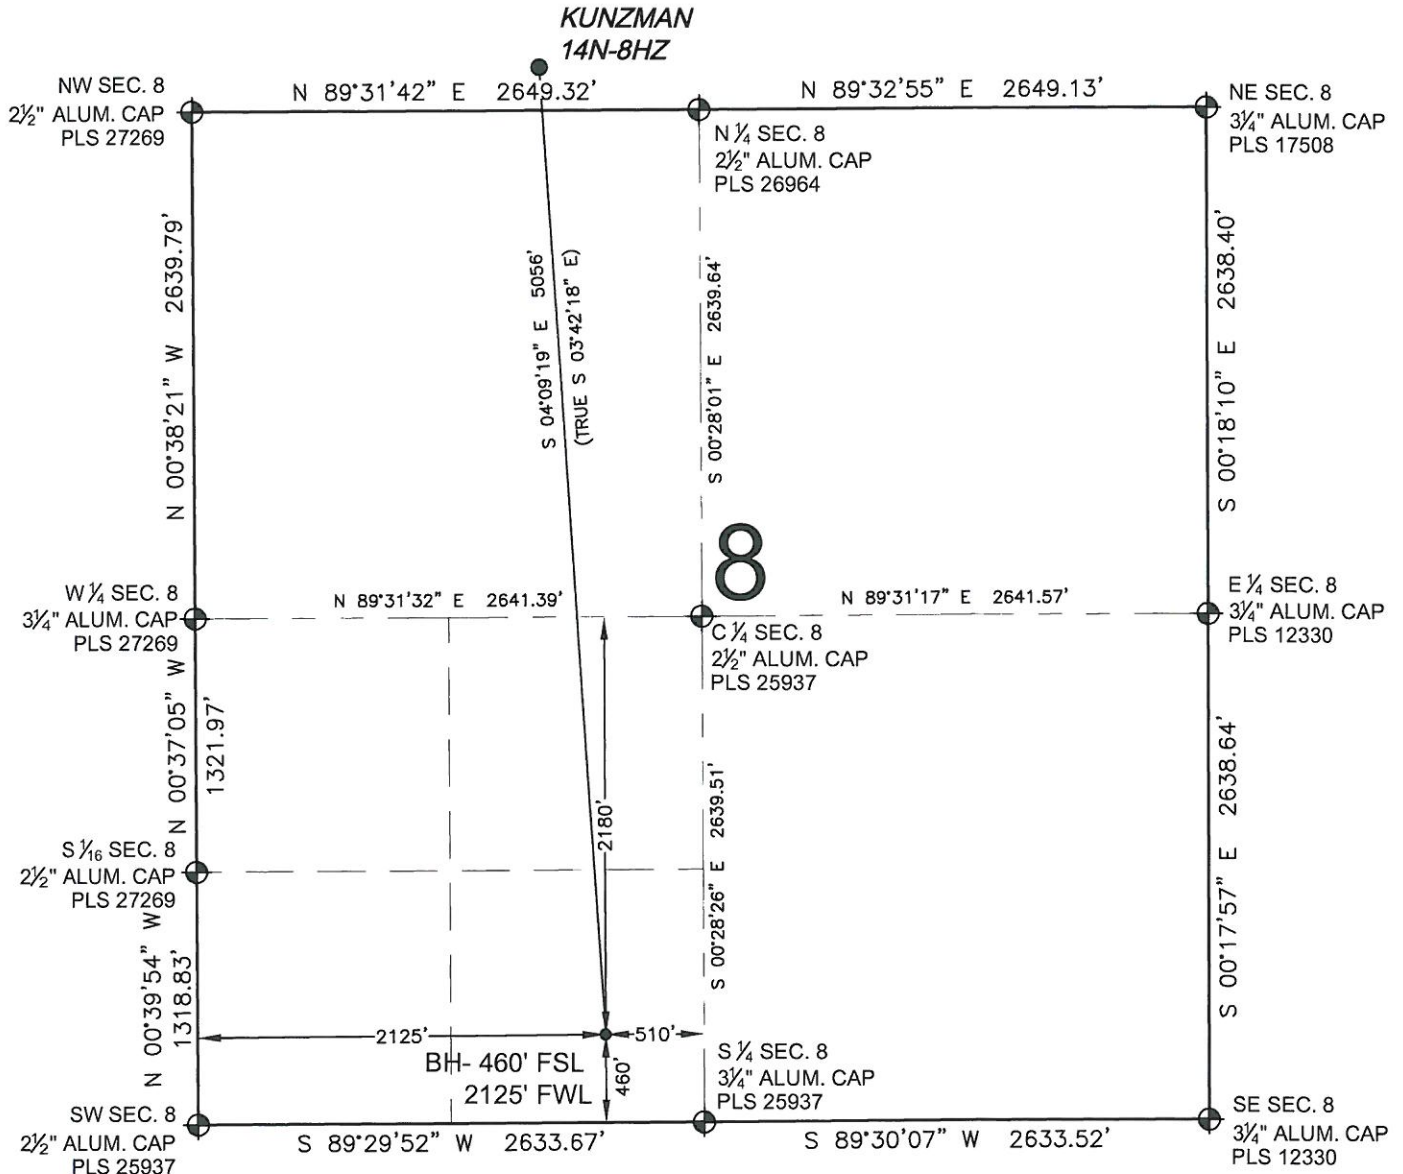 KUNZMAN
14N-8HZ
NW SEC. 8
2½" ALUM. CAP
PLS 27269
N 89°31'42" E 2649.32'
N 89°32'55" E 2649.13'
NE SEC. 8
3¼" ALUM. CAP
PLS 17508
N ¼ SEC. 8
2½" ALUM. CAP
PLS 26964
N 00°38'21" W 2639.79'
S 04°09'19" E 5056'
(TRUE S 03°42'18" E)
S 00°28'01" E 2639.64'
S 00°18'10" E 2638.40'
8
W ¼ SEC. 8
3¼" ALUM. CAP
PLS 27269
N 89°31'32" E 2641.39'
N 89°31'17" E 2641.57'
E ¼ SEC. 8
3¼" ALUM. CAP
PLS 12330
C ¼ SEC. 8
2½" ALUM. CAP
PLS 25937
N 00°37'05" W
1321.97'
2180'
S 00°28'26" E 2639.51'
S 00°17'57" E 2638.64'
S 1⁄16 SEC. 8
2½" ALUM. CAP
PLS 27269
N 00°39'54" W
1318.83'
2125'
510'
BH- 460' FSL
2125' FWL
460'
S ¼ SEC. 8
3¼" ALUM. CAP
PLS 25937
SW SEC. 8
2½" ALUM. CAP
PLS 25937
S 89°29'52" W 2633.67'
S 89°30'07" W 2633.52'
SE SEC. 8
3¼" ALUM. CAP
PLS 12330